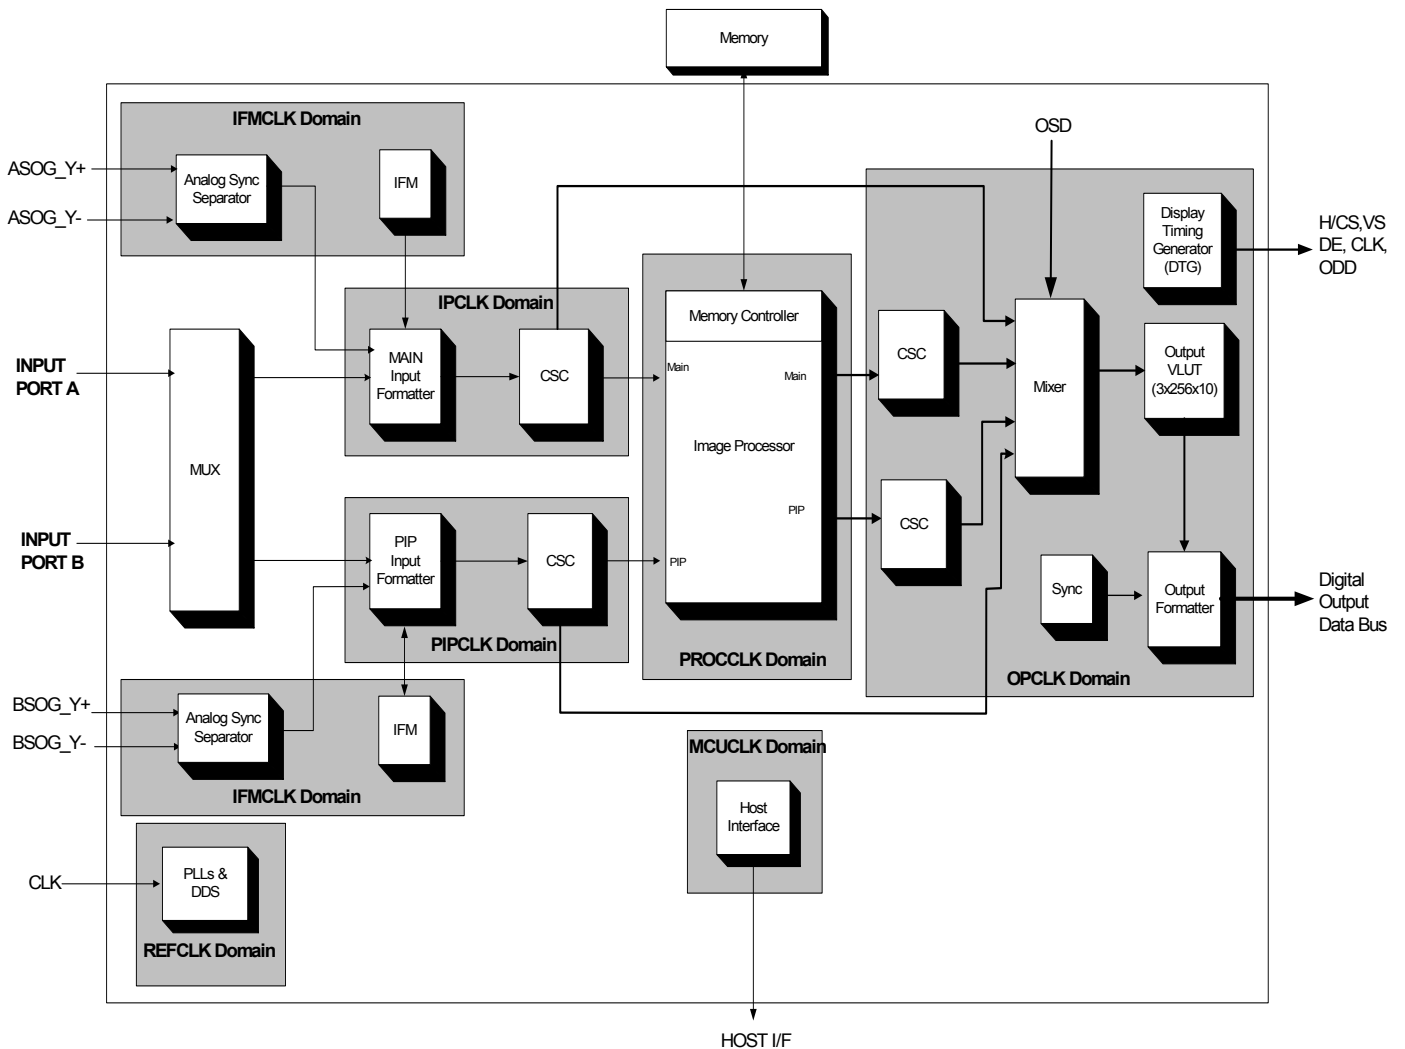 Memory
IFMCLK Domain
OSD
ASOG_Y+
Analog Sync
Separator
IFM
ASOG_Y-
Display
Timing
Generator
(DTG)
H/CS,VS
DE, CLK,
ODD
IPCLK Domain
Memory Controller
MAIN
Input
Formatter
CSC
Main
Main
CSC
Mixer
Output
VLUT
(3x256x10)
INPUT
PORT A
MUX
Image Processor
PIP
CSC
INPUT
PORT B
PIP
Input
Formatter
CSC
PIP
Sync
Output
Formatter
Digital
Output
Data Bus
PIPCLK Domain
PROCCLK Domain
OPCLK Domain
BSOG_Y+
BSOG_Y-
Analog Sync
Separator
IFM
IFMCLK Domain
MCUCLK Domain
Host
Interface
CLK
PLLs &
DDS
REFCLK Domain
HOST I/F